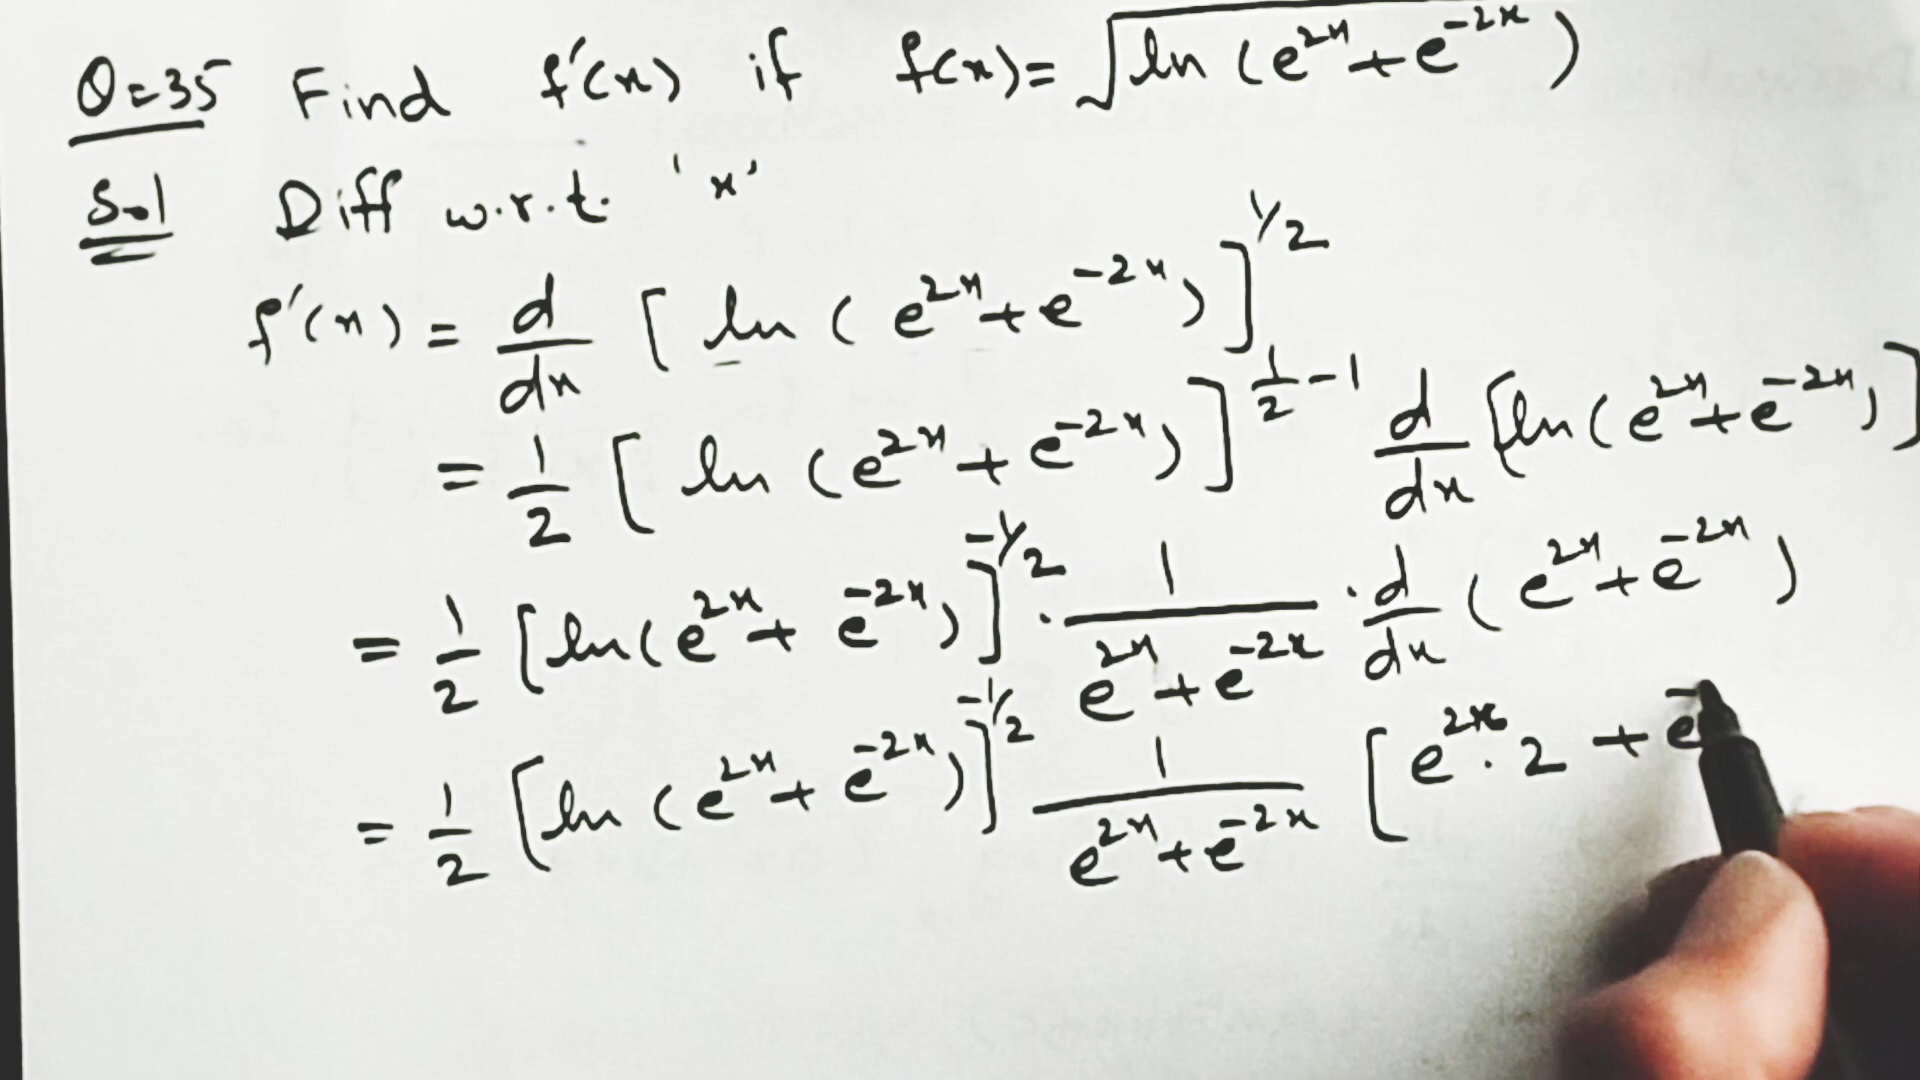 Q=35 Find f'(x) if f(x)= √ln (e^{2x}+e^{-2x})
Sol Diff w.r.t. 'x'
f'(x) = d/dx [ln (e^{2x}+e^{-2x})]^{1/2}
= 1/2 [ln (e^{2x}+e^{-2x})]^{1/2-1} d/dx [ln(e^{2x}+e^{-2x})]
= 1/2 [ln(e^{2x}+e^{-2x})]^{-1/2} · 1/(e^{2x}+e^{-2x}) · d/dx (e^{2x}+e^{-2x})
= 1/2 [ln (e^{2x}+e^{-2x})]^{-1/2} 1/(e^{2x}+e^{-2x}) [e^{2x}·2 + e^{-